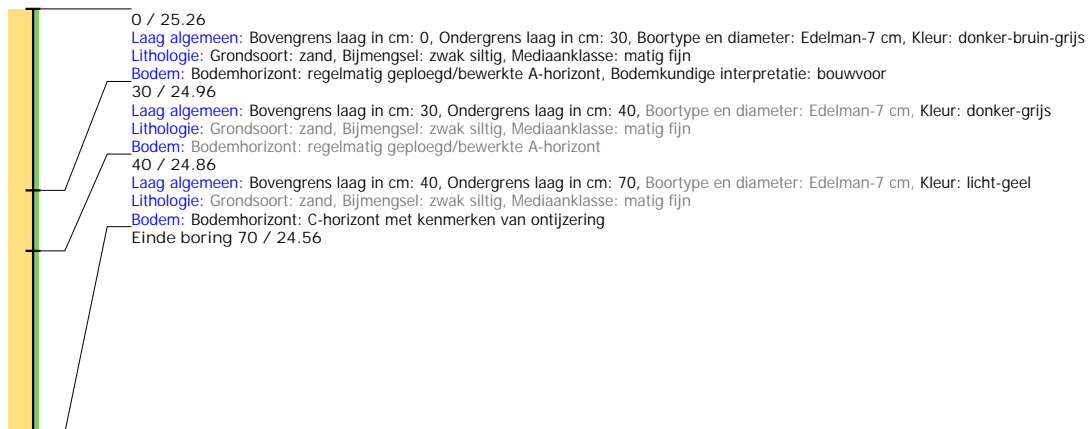 0 / 25.26
Laag algemeen: Bovengrens laag in cm: 0, Ondergrens laag in cm: 30, Boortype en diameter: Edelman-7 cm, Kleur: donker-bruin-grijs
Lithologie: Grondsoort: zand, Bijmengsel: zwak siltig, Mediaanklasse: matig fijn
Bodem: Bodemhorizont: regelmatig geploegd/bewerkte A-horizont, Bodemkundige interpretatie: bouwvoor
30 / 24.96
Laag algemeen: Bovengrens laag in cm: 30, Ondergrens laag in cm: 40, Boortype en diameter: Edelman-7 cm, Kleur: donker-grijs
Lithologie: Grondsoort: zand, Bijmengsel: zwak siltig, Mediaanklasse: matig fijn
Bodem: Bodemhorizont: regelmatig geploegd/bewerkte A-horizont
40 / 24.86
Laag algemeen: Bovengrens laag in cm: 40, Ondergrens laag in cm: 70, Boortype en diameter: Edelman-7 cm, Kleur: licht-geel
Lithologie: Grondsoort: zand, Bijmengsel: zwak siltig, Mediaanklasse: matig fijn
Bodem: Bodemhorizont: C-horizont met kenmerken van ontijzering
Einde boring 70 / 24.56